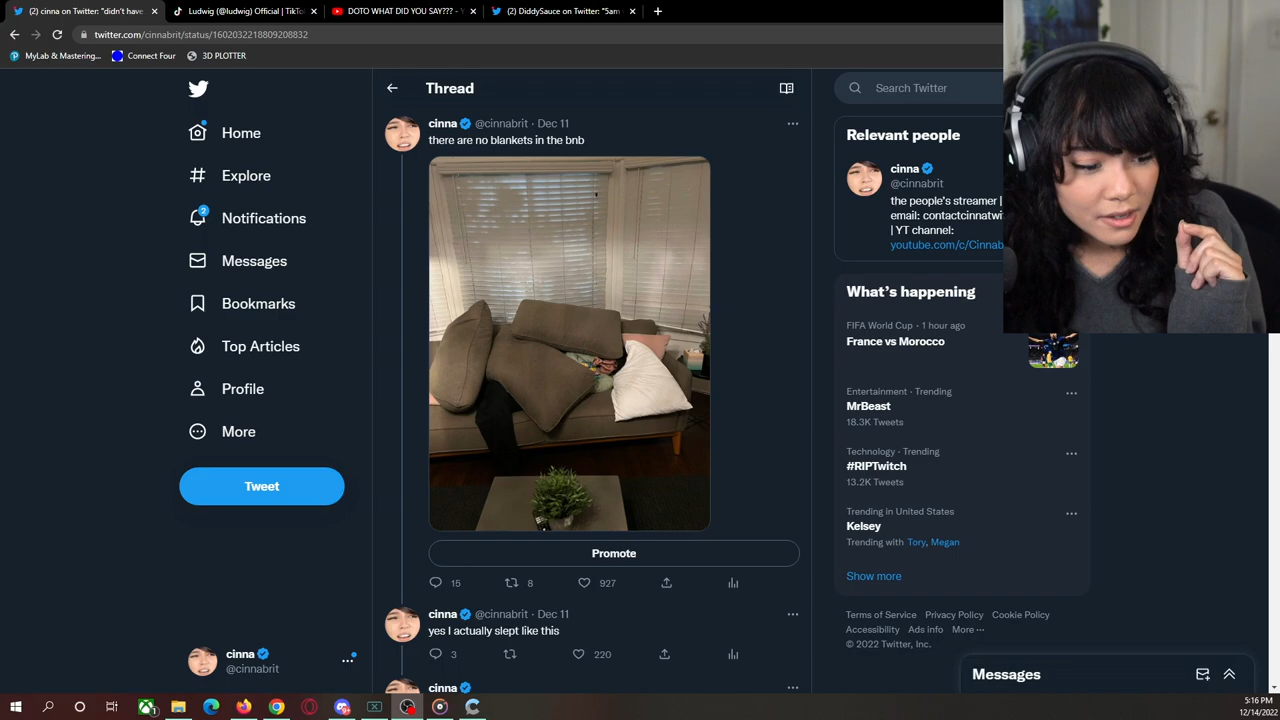 (2) cinna on Twitter: "didn't have
Ludwig (@ludwig) Official | TikTo
DOTO WHAT DID YOU SAY??? - Y
(2) DiddySauce on Twitter: "5am
twitter.com/cinnabrit/status/1602032218809208832
MyLab & Mastering...
Connect Four
3D PLOTTER
Home
Explore
2
Notifications
Messages
Bookmarks
Top Articles
Profile
More
Tweet
cinna
@cinnabrit
Thread
cinna @cinnabrit · Dec 11
there are no blankets in the bnb
Promote
15 8 927
cinna @cinnabrit · Dec 11
yes I actually slept like this
3 220
cinna
Search Twitter
Relevant people
cinna
@cinnabrit
the people's streamer |
email: contactcinnatwi
| YT channel:
youtube.com/c/Cinnab
What's happening
FIFA World Cup · 1 hour ago
France vs Morocco
Entertainment · Trending
MrBeast
18.3K Tweets
Technology · Trending
#RIPTwitch
13.2K Tweets
Trending in United States
Kelsey
Trending with Tory, Megan
Show more
Terms of Service Privacy Policy Cookie Policy
Accessibility Ads info More ···
© 2022 Twitter, Inc.
Messages
5:16 PM
12/14/2022